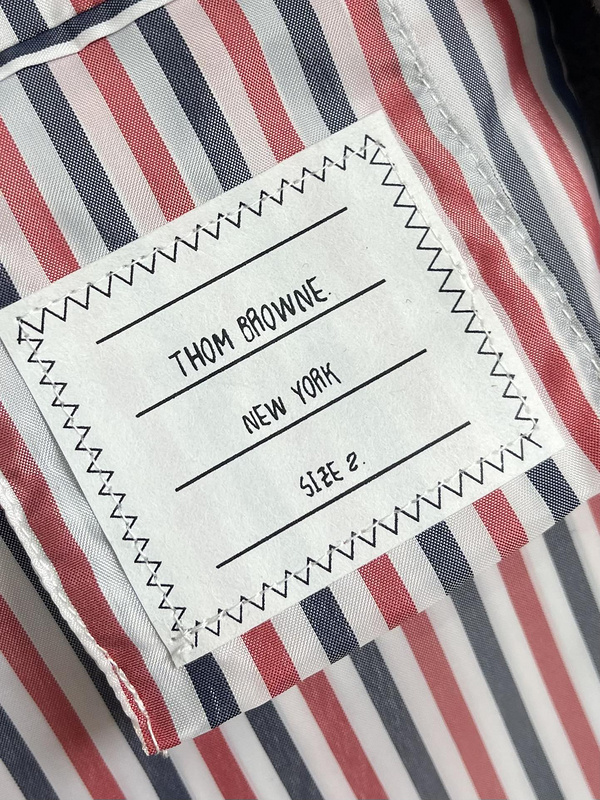 THOM BROWNE.
NEW YORK
SIZE 2.